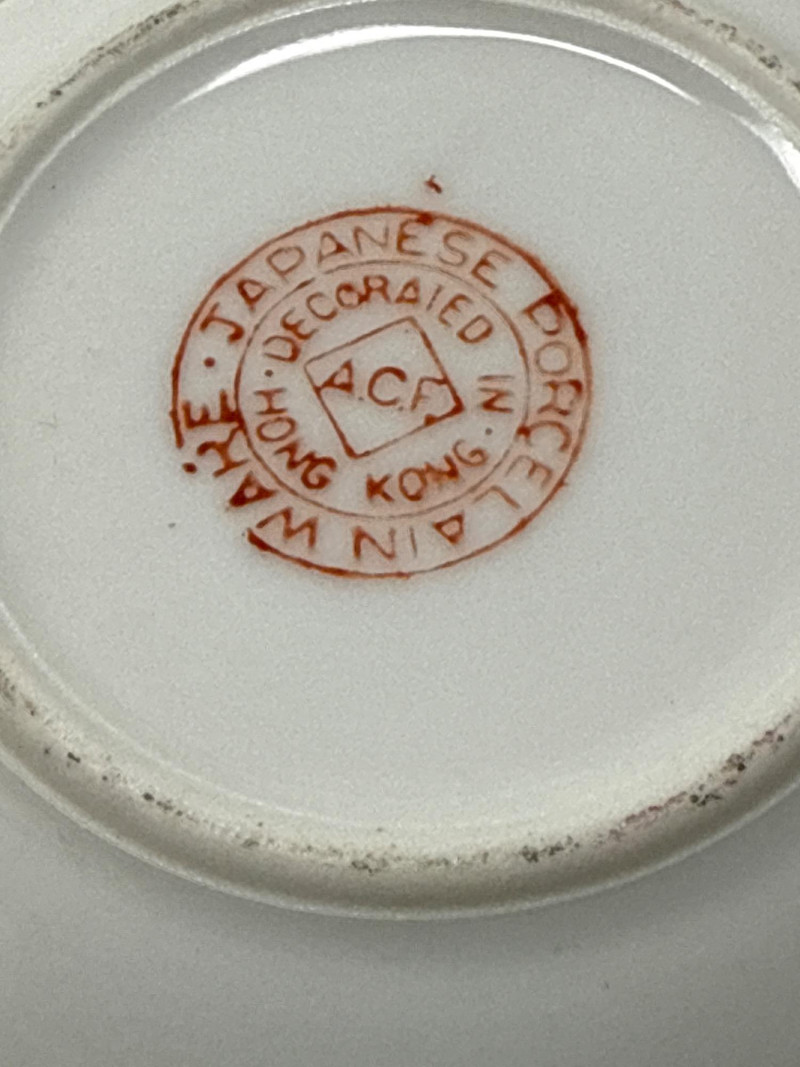 · JAPANESE PORCELAIN WARE
· DECORATED IN · HONG KONG ·
A.C.F.